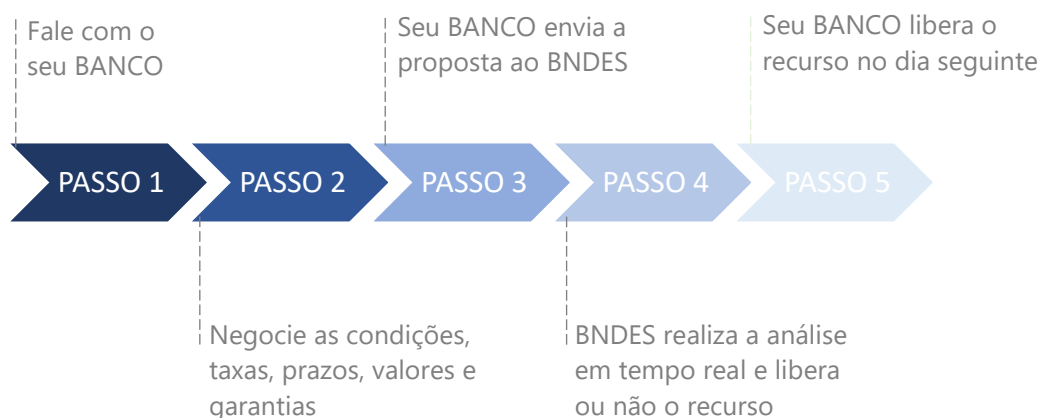 Fale com o
seu BANCO
Seu BANCO envia a
proposta ao BNDES
Seu BANCO libera o
recurso no dia seguinte
PASSO 1
PASSO 2
PASSO 3
PASSO 4
PASSO 5
Negocie as condições,
taxas, prazos, valores e
garantias
BNDES realiza a análise
em tempo real e libera
ou não o recurso